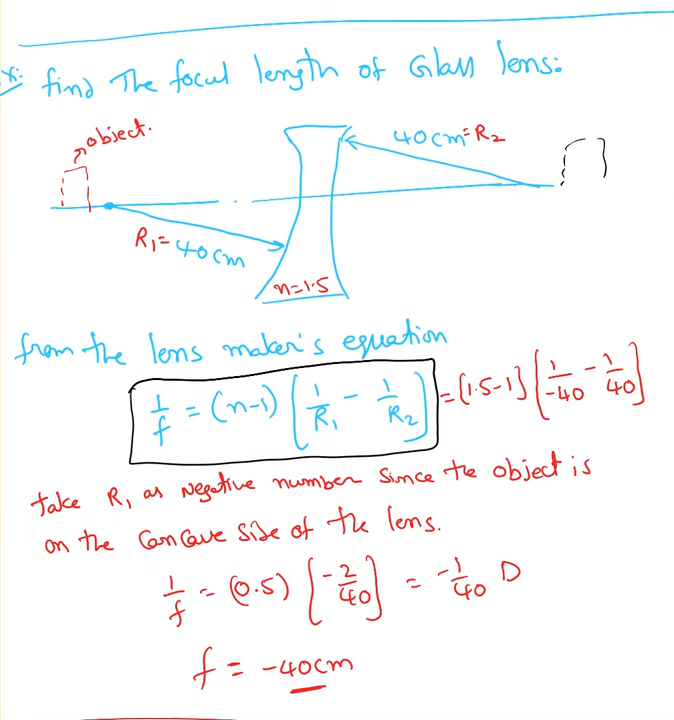 Ex: find The focal length of Glass lens:
object.
40cm=R₂
R₁=40cm
n=1.5
from the lens maker's equation
1/f = (n-1) [1/R₁ - 1/R₂] = (1.5-1) [1/-40 - 1/40]
take R₁ as negative number since the object is
on the Concave side of the lens.
1/f = (0.5) [-2/40] = -1/40 D
f = -40cm